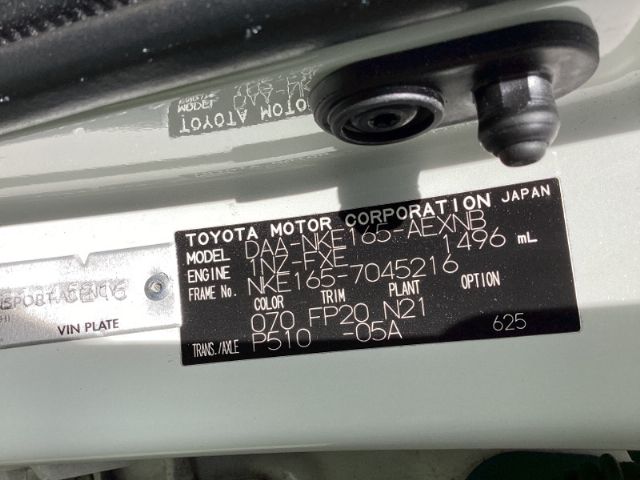 TOYOTA MOTOR CORPORATION JAPAN
MODEL DAA-NKE165-AEXNB
ENGINE 1NZ-FXE 1496 mL
FRAME No. NKE165-7045216
COLOR TRIM PLANT OPTION
070 FP20 N21
TRANS./AXLE P510 -05A 625
VIN PLATE